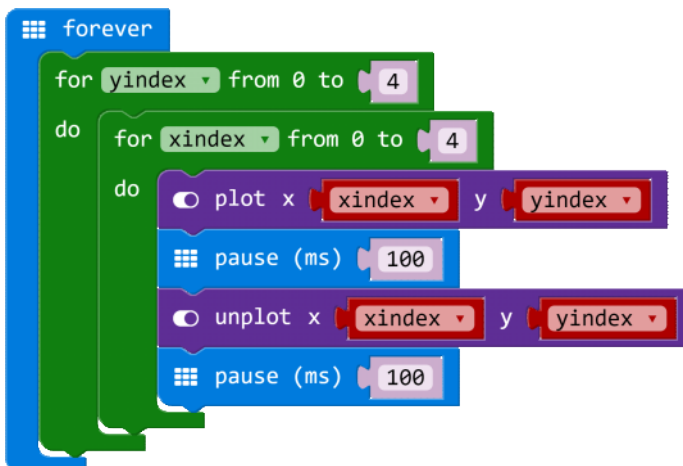 forever
for yindex from 0 to 4
do for xindex from 0 to 4
do plot x xindex y yindex
pause (ms) 100
unplot x xindex y yindex
pause (ms) 100